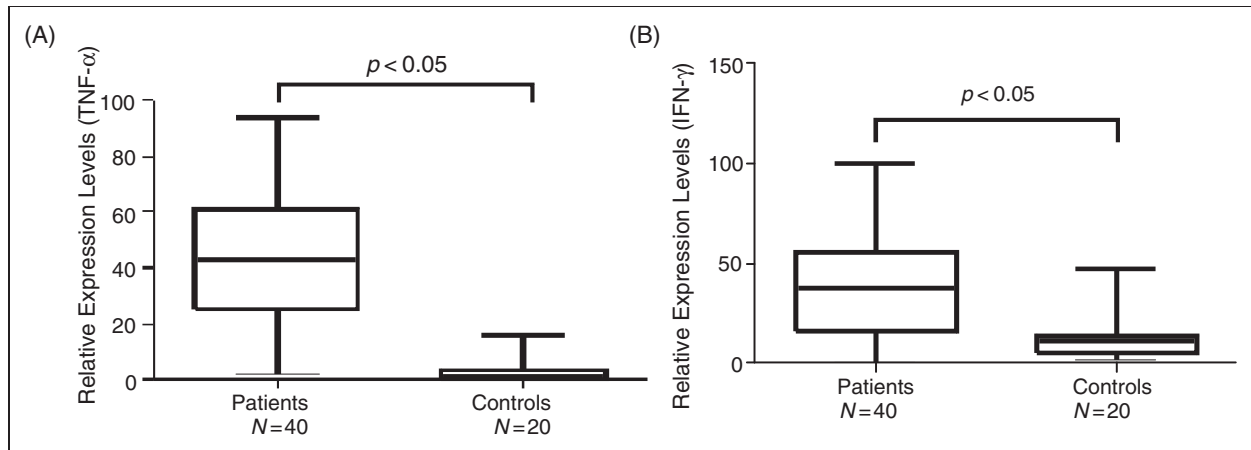 (A)
p < 0.05
Relative Expression Levels (TNF-α)
100
80
60
40
20
0
Patients
N=40
Controls
N=20
(B)
p < 0.05
Relative Expression Levels (IFN-γ)
150
100
50
0
Patients
N=40
Controls
N=20